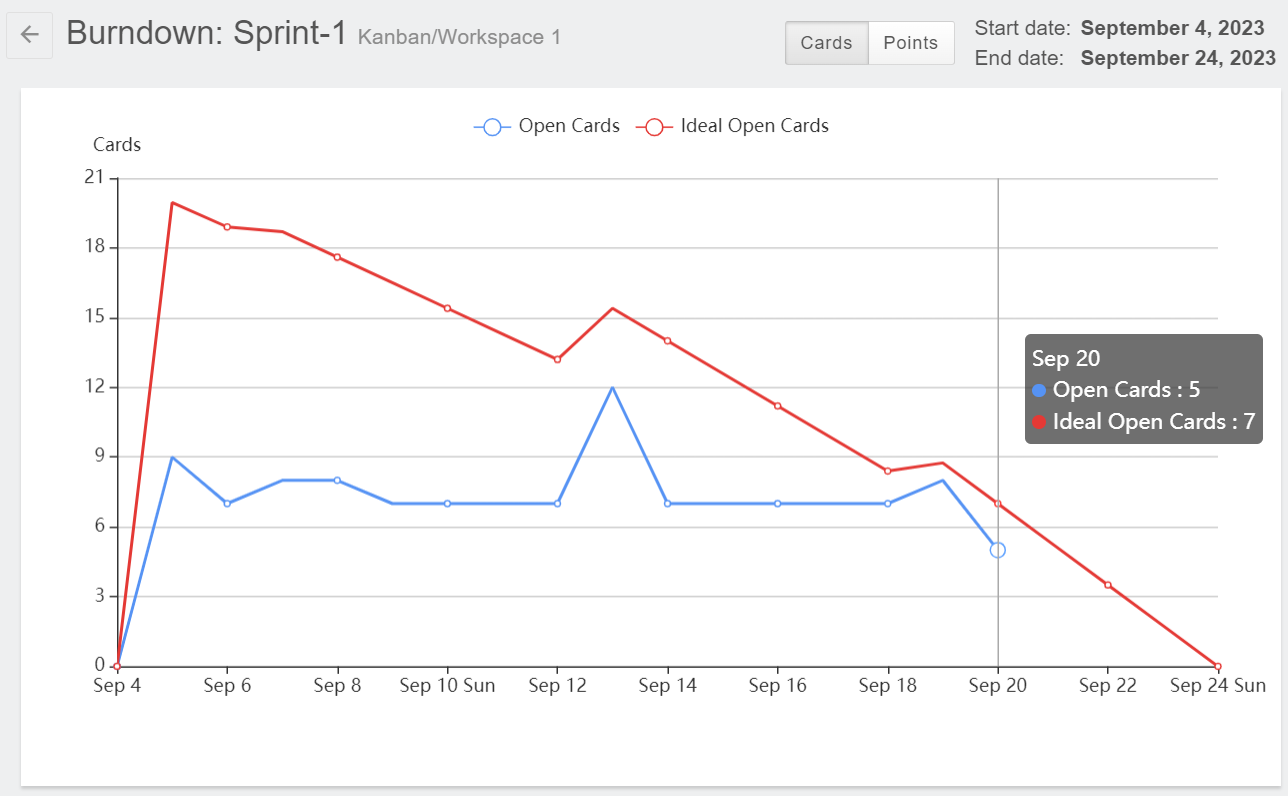 Burndown: Sprint-1 Kanban/Workspace 1
Cards Points
Start date: September 4, 2023
End date: September 24, 2023
Open Cards Ideal Open Cards
Cards
21
18
15
12
9
6
3
0
Sep 20
Open Cards : 5
Ideal Open Cards : 7
Sep 4 Sep 6 Sep 8 Sep 10 Sun Sep 12 Sep 14 Sep 16 Sep 18 Sep 20 Sep 22 Sep 24 Sun